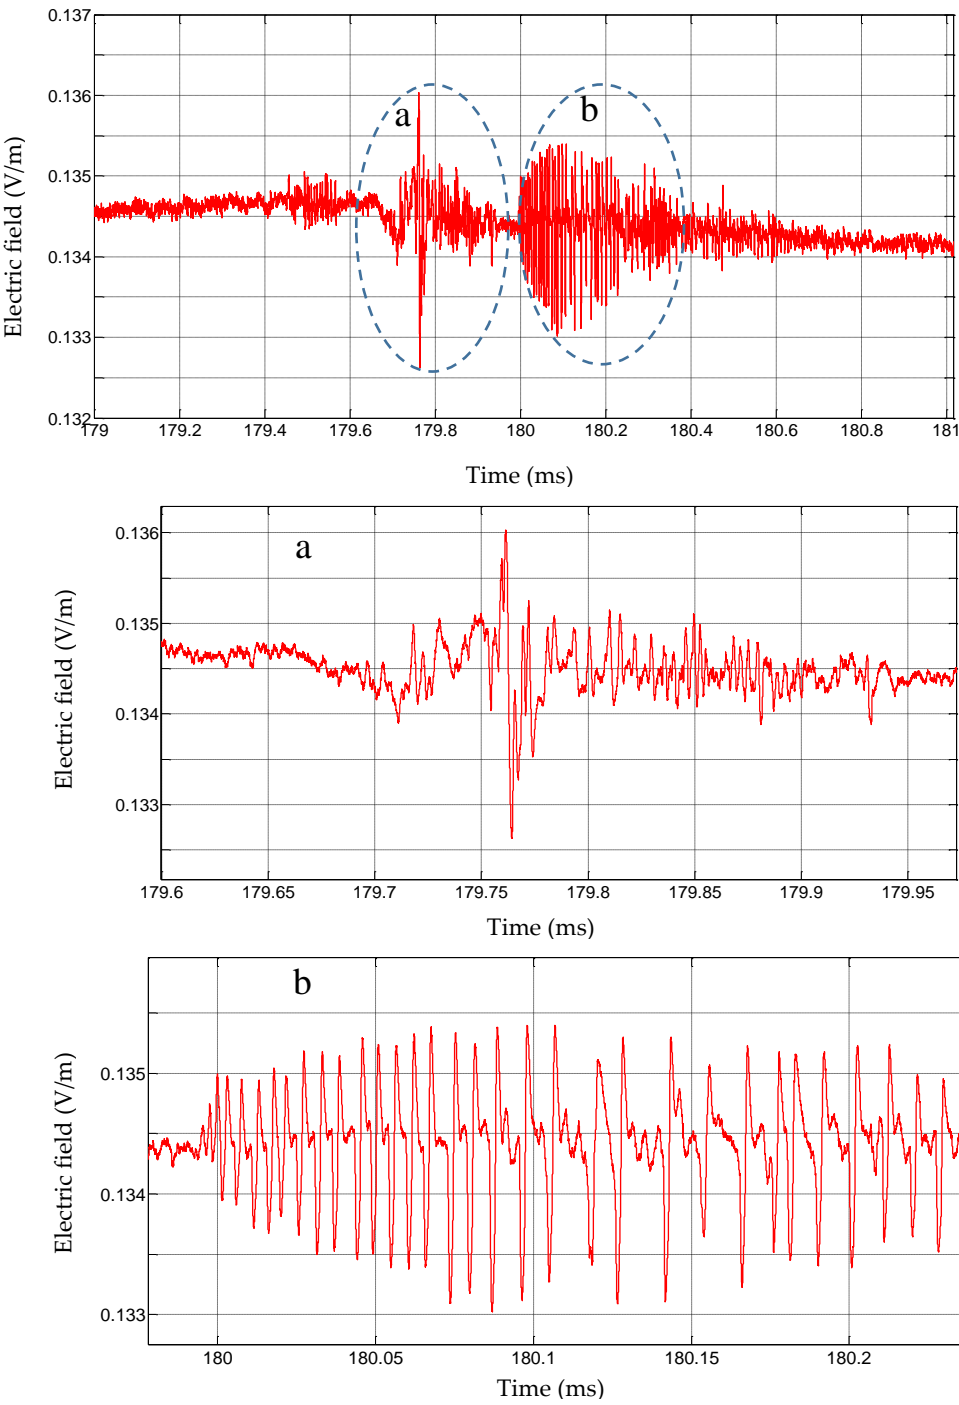 0.137
0.136
0.135
0.134
0.133
0.132
Electric field (V/m)
a
b
179 179.2 179.4 179.6 179.8 180 180.2 180.4 180.6 180.8 181
Time (ms)
0.136
0.135
0.134
0.133
Electric field (V/m)
a
179.6 179.65 179.7 179.75 179.8 179.85 179.9 179.95
Time (ms)
0.135
0.134
0.133
Electric field (V/m)
b
180 180.05 180.1 180.15 180.2
Time (ms)